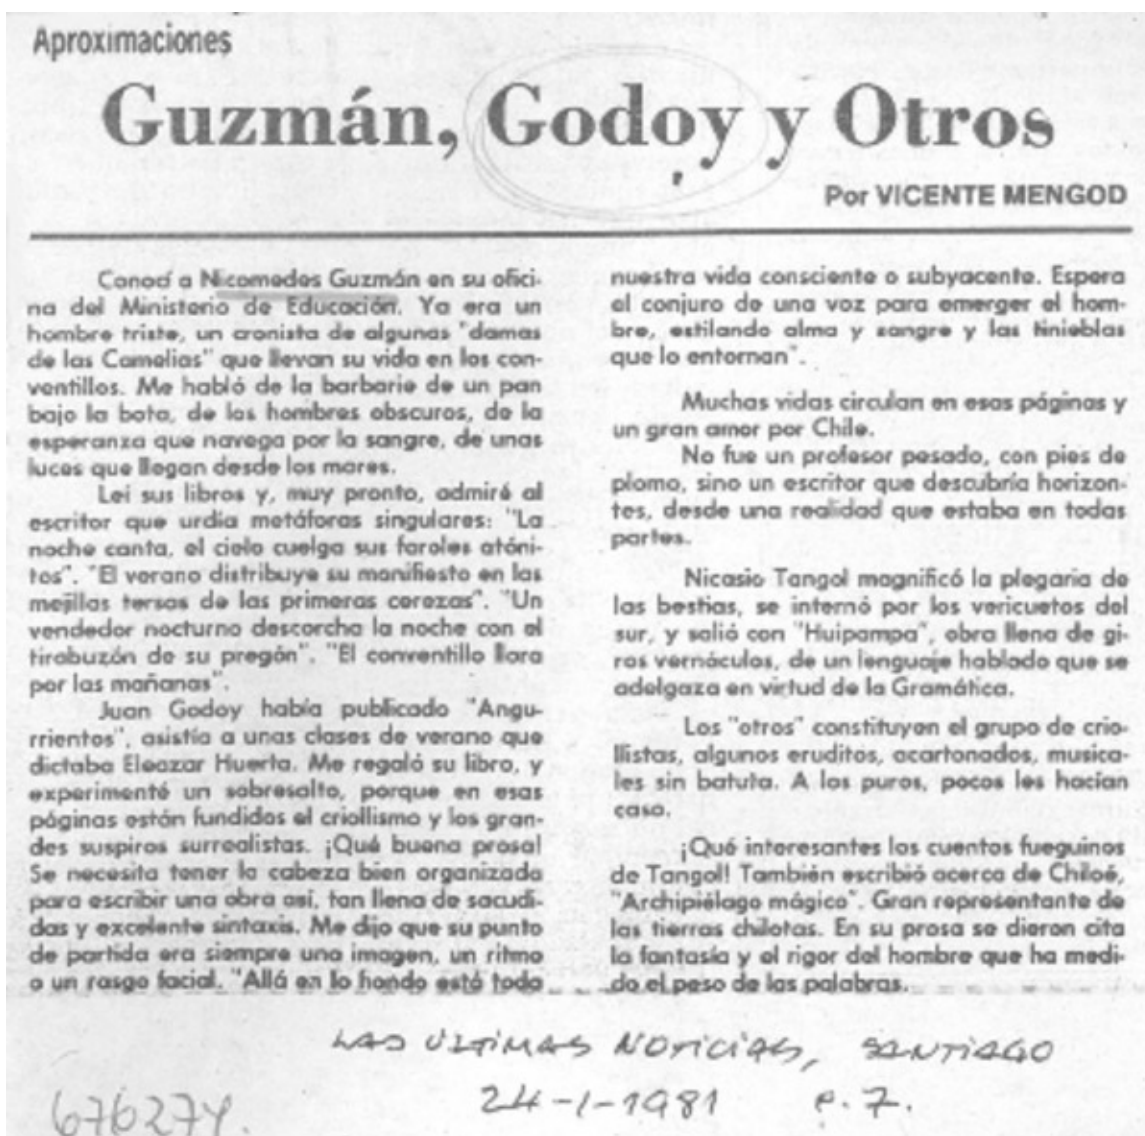 Aproximaciones
Guzmán, Godoy y Otros
Por VICENTE MENGOD
Conocí a Nicomedes Guzmán en su ofici-
na del Ministerio de Educación. Ya era un
hombre triste, un cronista de algunas "damas
de las Camelias" que llevan su vida en los con-
ventillos. Me habló de la barbarie de un pan
bajo la bota, de los hombres obscuros, de la
esperanza que navega por la sangre, de unas
luces que llegan desde los mares.
Leí sus libros y, muy pronto, admiré al
escritor que urdía metáforas singulares: "La
noche canta, el cielo cuelga sus faroles atóni-
tos". "El verano distribuye su manifiesto en las
mejillas tersas de las primeras cerezas". "Un
vendedor nocturno descorcha la noche con el
tirabuzón de su pregón". "El conventillo llora
por las mañanas".
Juan Godoy había publicado "Angu-
rrientos", asistía a unas clases de verano que
dictaba Eleazar Huerta. Me regaló su libro, y
experimenté un sobresalto, porque en esas
páginas están fundidos el criollismo y los gran-
des suspiros surrealistas. ¡Qué buena prosa!
Se necesita tener la cabeza bien organizada
para escribir una obra así, tan llena de sacudi-
das y excelente sintaxis. Me dijo que su punto
de partida era siempre una imagen, un ritmo
o un rasgo facial. "Allá en lo hondo está toda
nuestra vida consciente o subyacente. Espera
el conjuro de una voz para emerger el hom-
bre, estilando alma y sangre y las tinieblas
que lo entornan".
Muchas vidas circulan en esas páginas y
un gran amor por Chile.
No fue un profesor pesado, con pies de
plomo, sino un escritor que descubría horizon-
tes, desde una realidad que estaba en todas
partes.
Nicasio Tangol magnificó la plegaria de
las bestias, se internó por los vericuetos del
sur, y salió con "Huipampa", obra llena de gi-
ros vernáculos, de un lenguaje hablado que se
adelgaza en virtud de la Gramática.
Los "otros" constituyen el grupo de crio-
llistas, algunos eruditos, acartonados, musica-
les sin batuta. A los puros, pocos les hacían
caso.
¡Qué interesantes los cuentos fueguinos
de Tangol! También escribió acerca de Chiloé,
"Archipiélago mágico". Gran representante de
las tierras chilotas. En su prosa se dieron cita
la fantasía y el rigor del hombre que ha medi-
do el peso de las palabras.
LAS ÚLTIMAS NOTICIAS, SANTIAGO
24-1-1981 P. 7.
676274.